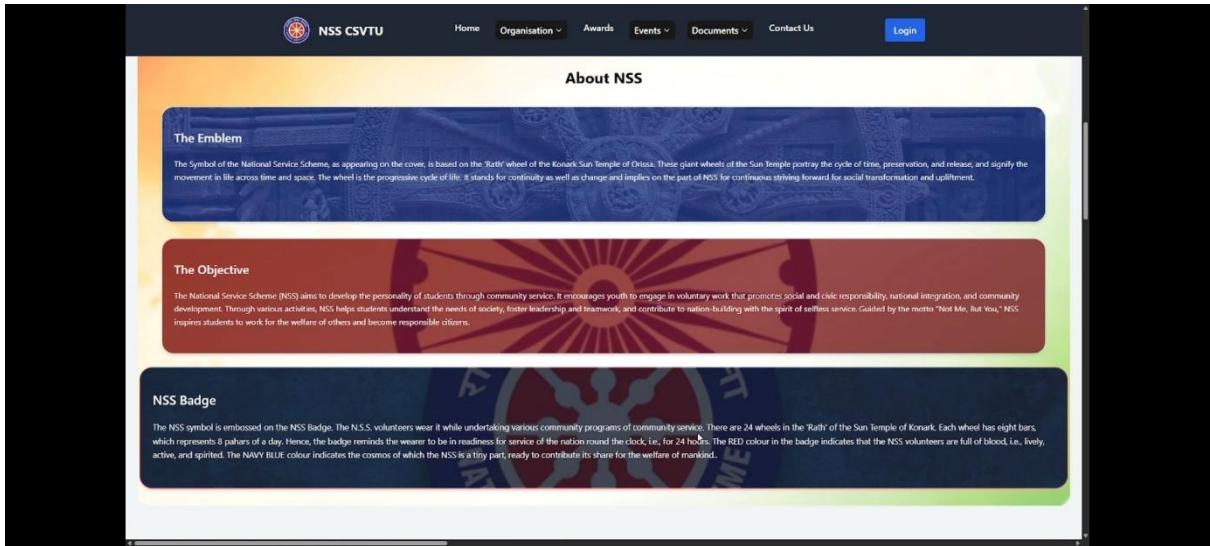 NSS CSVTU
Home
Organisation
Awards
Events
Documents
Contact Us
Login
About NSS
The Emblem
The Symbol of the National Service Scheme, as appearing on the cover, is based on the 'Rath' wheel of the Konark Sun Temple of Orissa. These giant wheels of the Sun Temple portray the cycle of time, preservation, and release, and signify the
movement in life across time and space. The wheel is the progressive cycle of life. It stands for continuity as well as change and implies on the part of NSS for continuous striving forward for social transformation and upliftment.
The Objective
The National Service Scheme (NSS) aims to develop the personality of students through community service. It encourages youth to engage in voluntary work that promotes social and civic responsibility, national integration, and community
development. Through various activities, NSS helps students understand the needs of society, foster leadership and teamwork, and contribute to nation-building with the spirit of selfless service. Guided by the motto "Not Me, But You," NSS
inspires students to work for the welfare of others and become responsible citizens.
NSS Badge
The NSS symbol is embossed on the NSS Badge. The N.S.S. volunteers wear it while undertaking various community programs of community service. There are 24 wheels in the 'Rath' of the Sun Temple of Konark. Each wheel has eight bars,
which represents 8 pahars of a day. Hence, the badge reminds the wearer to be in readiness for service of the nation round the clock, i.e., for 24 hours. The RED colour in the badge indicates that the NSS volunteers are full of blood, i.e., lively,
active, and spirited. The NAVY BLUE colour indicates the cosmos of which the NSS is a tiny part, ready to contribute its share for the welfare of mankind..